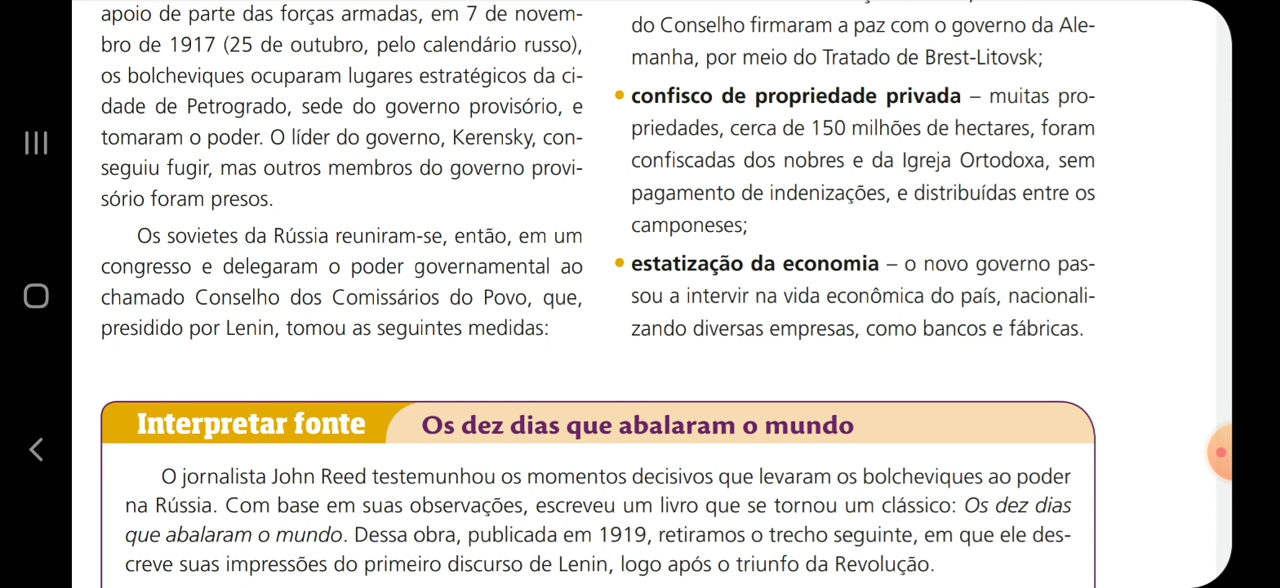 apoio de parte das forças armadas, em 7 de novem-
bro de 1917 (25 de outubro, pelo calendário russo),
os bolcheviques ocuparam lugares estratégicos da ci-
dade de Petrogrado, sede do governo provisório, e
tomaram o poder. O líder do governo, Kerensky, con-
seguiu fugir, mas outros membros do governo provi-
sório foram presos.
Os sovietes da Rússia reuniram-se, então, em um
congresso e delegaram o poder governamental ao
chamado Conselho dos Comissários do Povo, que,
presidido por Lenin, tomou as seguintes medidas:
do Conselho firmaram a paz com o governo da Ale-
manha, por meio do Tratado de Brest-Litovsk;
• confisco de propriedade privada – muitas pro-
priedades, cerca de 150 milhões de hectares, foram
confiscadas dos nobres e da Igreja Ortodoxa, sem
pagamento de indenizações, e distribuídas entre os
camponeses;
• estatização da economia – o novo governo pas-
sou a intervir na vida econômica do país, nacionali-
zando diversas empresas, como bancos e fábricas.
Interpretar fonte Os dez dias que abalaram o mundo
O jornalista John Reed testemunhou os momentos decisivos que levaram os bolcheviques ao poder
na Rússia. Com base em suas observações, escreveu um livro que se tornou um clássico: Os dez dias
que abalaram o mundo. Dessa obra, publicada em 1919, retiramos o trecho seguinte, em que ele des-
creve suas impressões do primeiro discurso de Lenin, logo após o triunfo da Revolução.